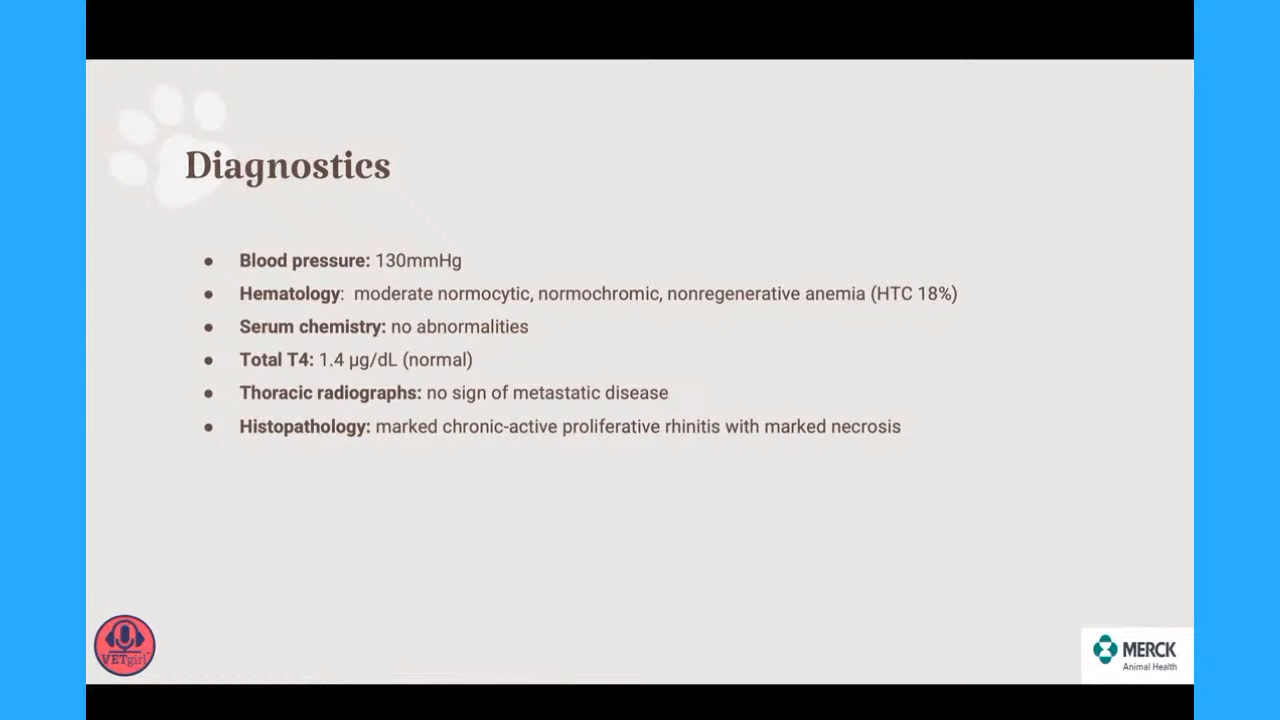 Diagnostics
● Blood pressure: 130mmHg
● Hematology:  moderate normocytic, normochromic, nonregenerative anemia (HTC 18%)
● Serum chemistry: no abnormalities
● Total T4: 1.4 µg/dL (normal)
● Thoracic radiographs: no sign of metastatic disease
● Histopathology: marked chronic-active proliferative rhinitis with marked necrosis
VETgirl
MERCK
Animal Health